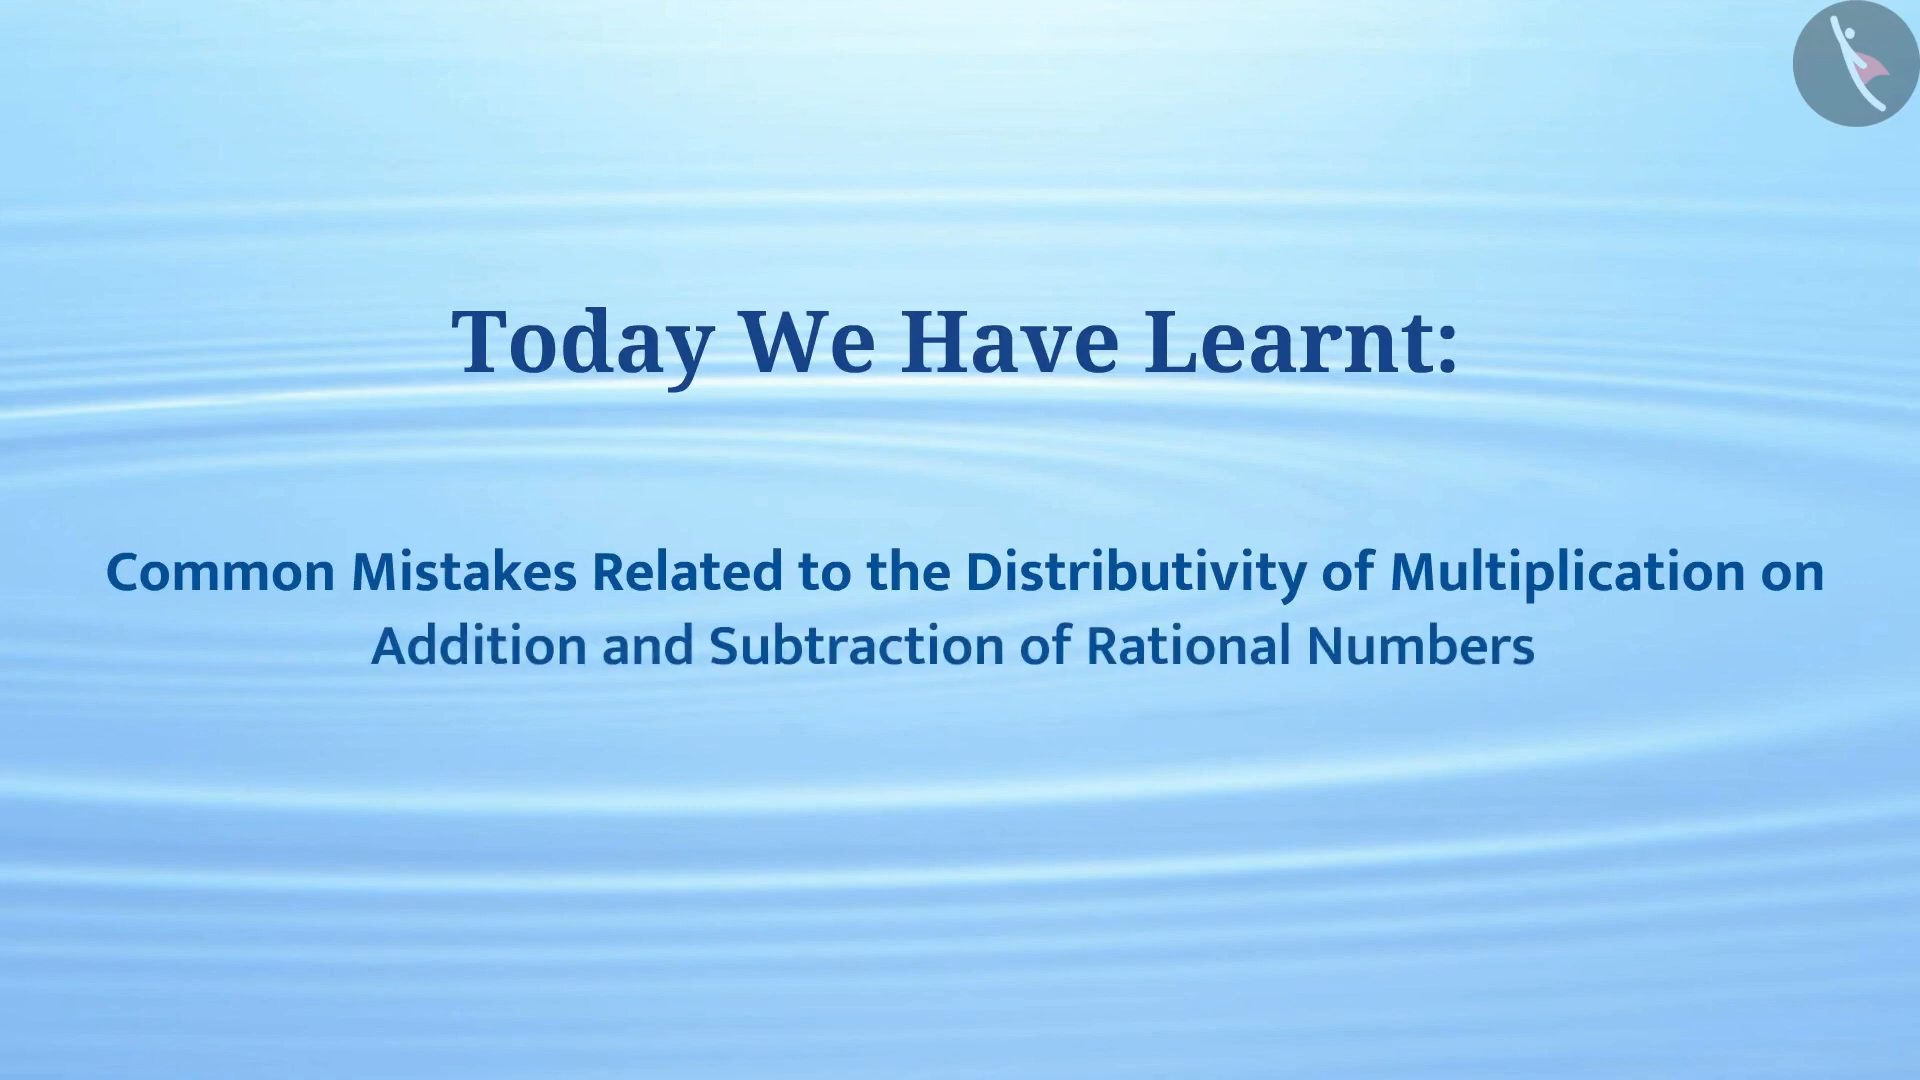 Today We Have Learnt:
Common Mistakes Related to the Distributivity of Multiplication on
Addition and Subtraction of Rational Numbers